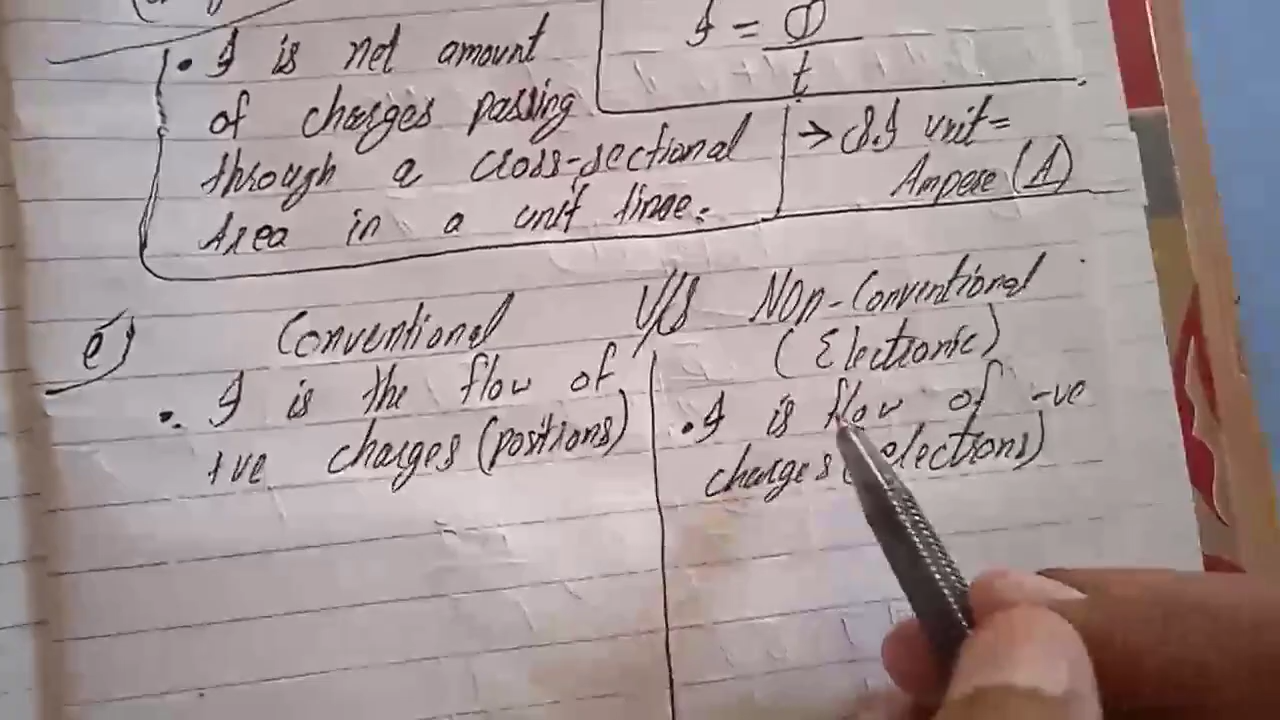 • I is net amount
of charges passing
through a cross-sectional
Area in a unit time.
I = Q
t
→ S.I unit =
Ampere (A)
e) Conventional V/S Non-Conventional
(Electronic)
• I is the flow of
+ve charges (positions)
• I is flow of -ve
charges (electrons)